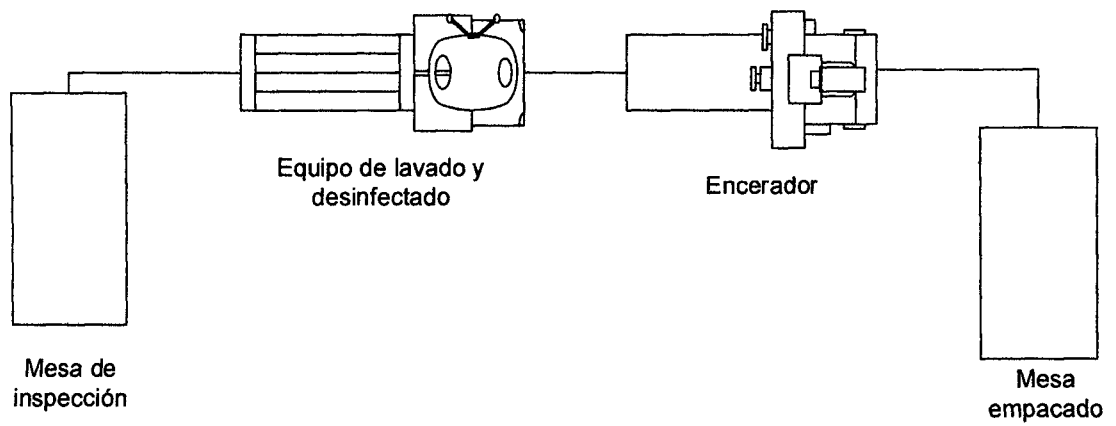 Equipo de lavado y
desinfectado
Encerador
Mesa de
inspección
Mesa
empacado